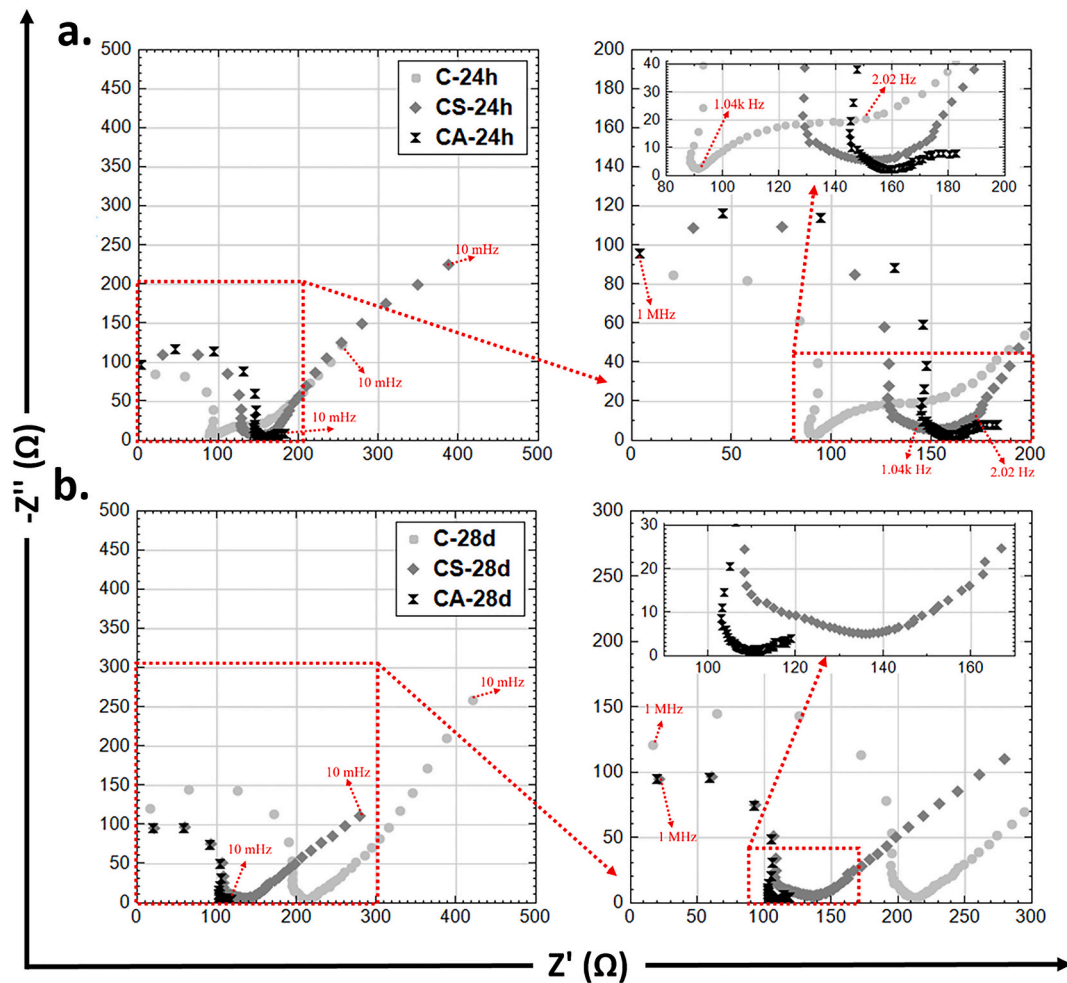 a.
500
450
400
350
300
250
200
150
100
50
0
0 100 200 300 400 500
C-24h
CS-24h
CA-24h
10 mHz
10 mHz
10 mHz
200
180
160
140
120
100
80
60
40
20
0
0 50 100 150 200
40
30
20
10
0
80 100 120 140 160 180 200
1.04k Hz
2.02 Hz
1 MHz
1.04k Hz
2.02 Hz
b.
500
450
400
350
300
250
200
150
100
50
0
0 100 200 300 400 500
C-28d
CS-28d
CA-28d
10 mHz
10 mHz
10 mHz
300
250
200
150
100
50
0
0 50 100 150 200 250 300
30
20
10
0
100 120 140 160
1 MHz
1 MHz
-Z'' (Ω)
Z' (Ω)